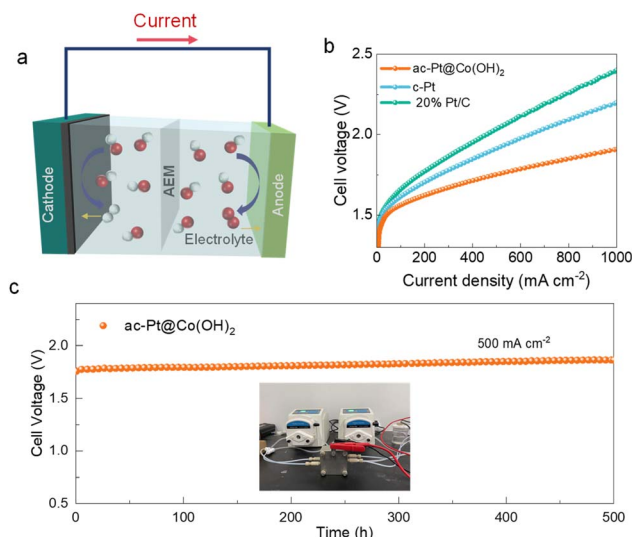 a
Current
Cathode
AEM
Electrolyte
Anode
b
ac-Pt@Co(OH)₂
c-Pt
20% Pt/C
Cell voltage (V)
2.5
2.0
1.5
0 200 400 600 800 1000
Current density (mA cm⁻²)
c
ac-Pt@Co(OH)₂
500 mA cm⁻²
Cell Voltage (V)
2.0
1.5
1.0
0.5
0 100 200 300 400 500
Time (h)